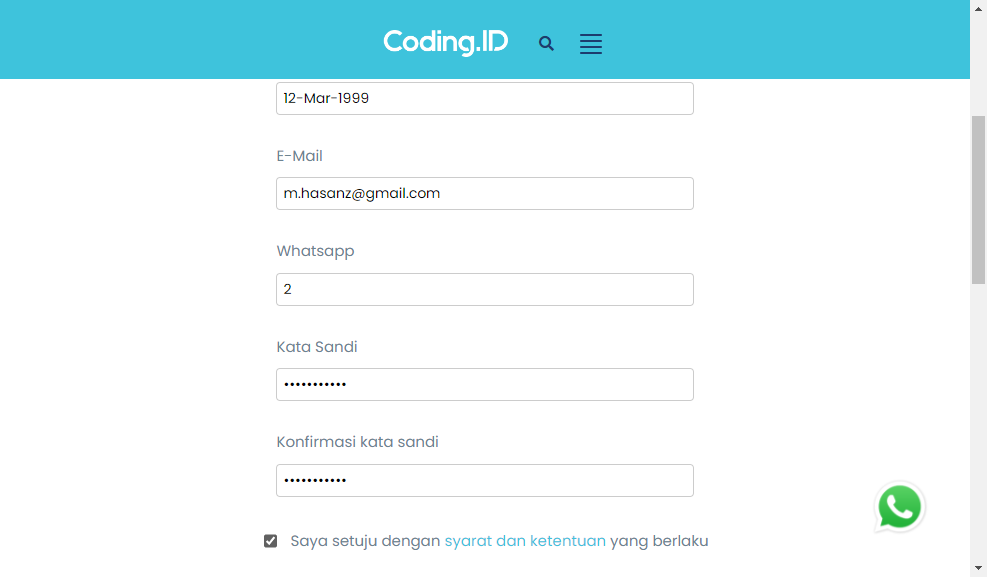 Coding.ID
12-Mar-1999
E-Mail
m.hasanz@gmail.com
Whatsapp
2
Kata Sandi
•••••••••••
Konfirmasi kata sandi
•••••••••••
Saya setuju dengan syarat dan ketentuan yang berlaku